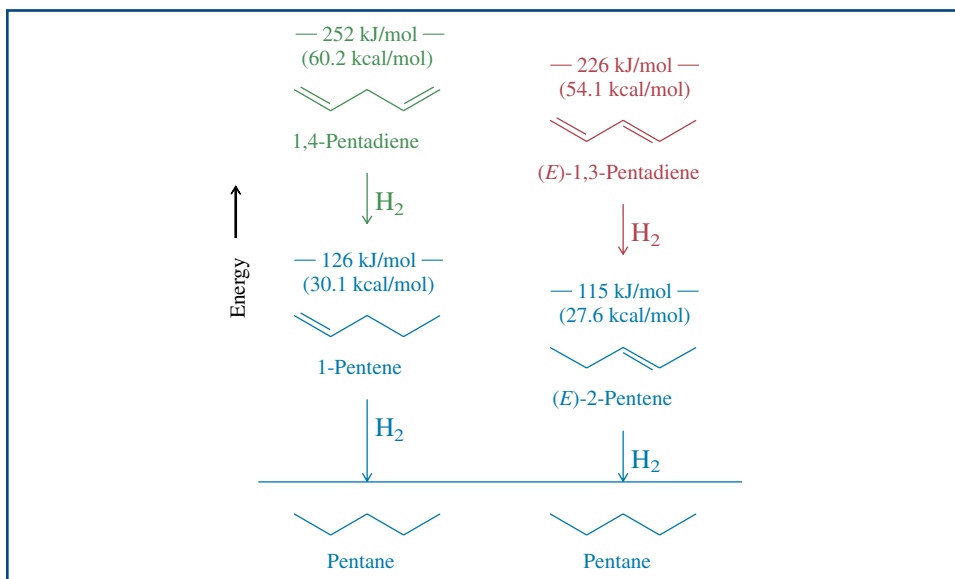 — 252 kJ/mol —
(60.2 kcal/mol)
1,4-Pentadiene
H₂
— 126 kJ/mol —
(30.1 kcal/mol)
1-Pentene
H₂
Pentane
— 226 kJ/mol —
(54.1 kcal/mol)
(E)-1,3-Pentadiene
H₂
— 115 kJ/mol —
(27.6 kcal/mol)
(E)-2-Pentene
H₂
Pentane
Energy